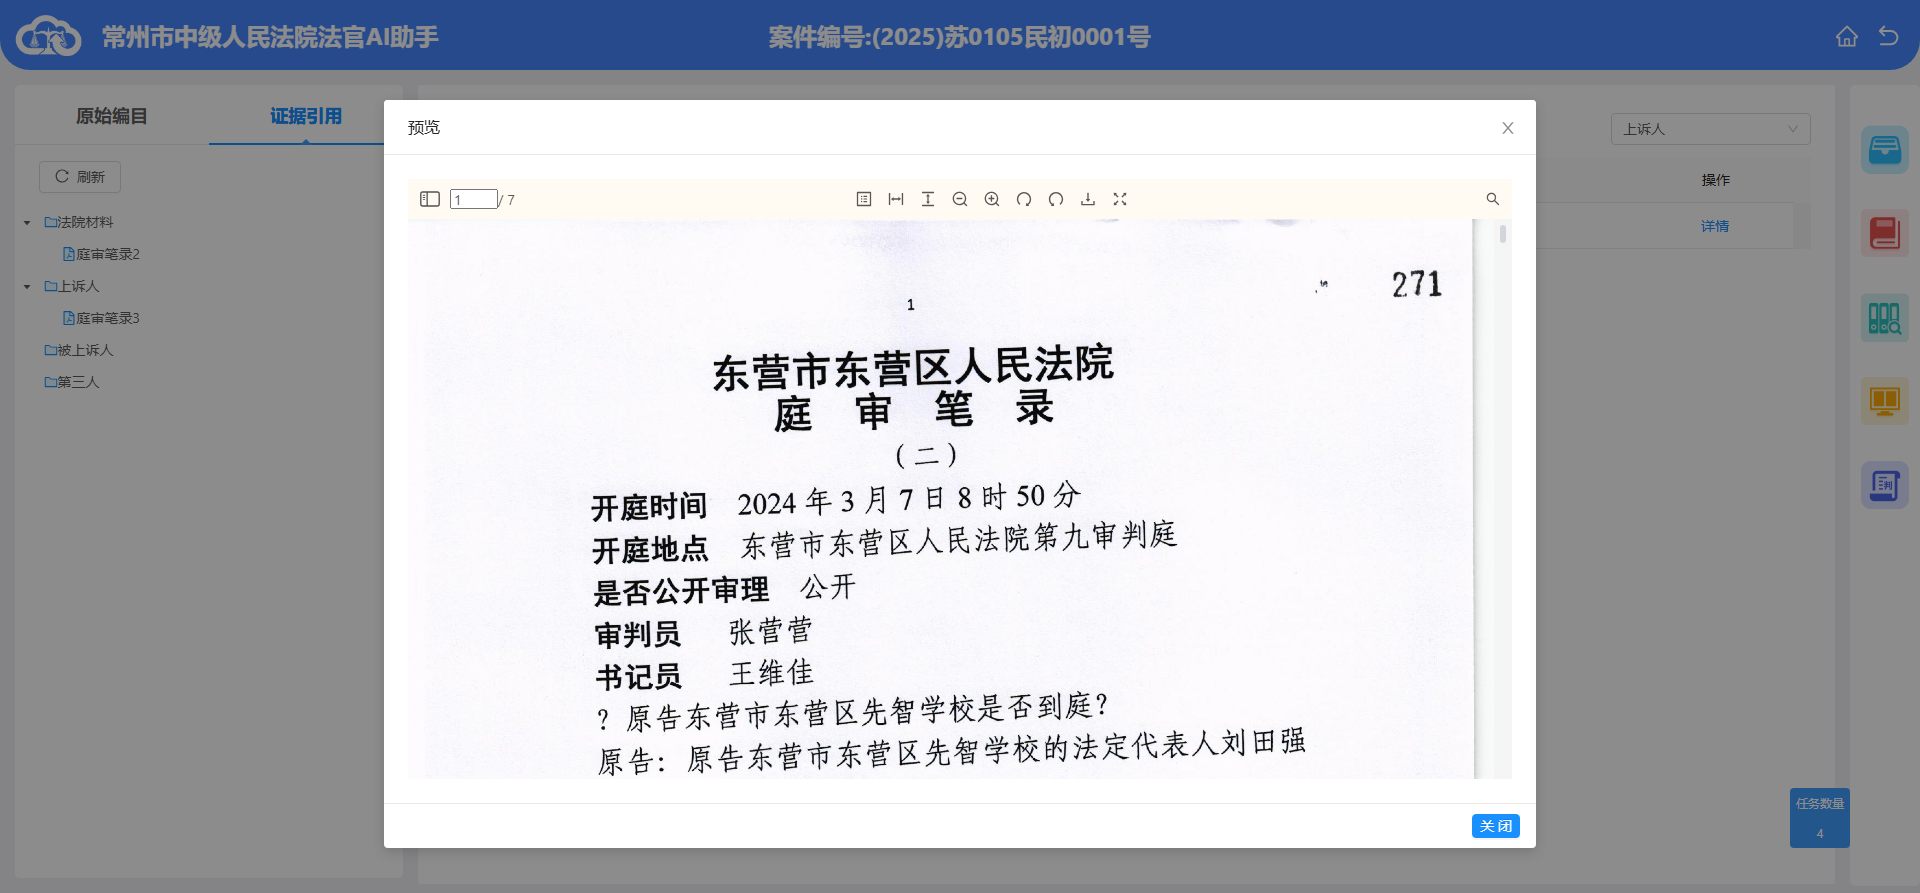 常州市中级人民法院法官AI助手
案件编号:(2025)苏0105民初0001号
原始编目
证据引用
刷新
法院材料
庭审笔录2
上诉人
庭审笔录3
被上诉人
第三人
预览
1 / 7
271
1
东营市东营区人民法院
庭 审 笔 录
（二）
开庭时间 2024年3月7日8时50分
开庭地点 东营市东营区人民法院第九审判庭
是否公开审理 公开
审判员 张营营
书记员 王维佳
？原告东营市东营区先智学校是否到庭？
原告：原告东营市东营区先智学校的法定代表人刘田强
关 闭
上诉人
操作
详情
判
任务数量
4